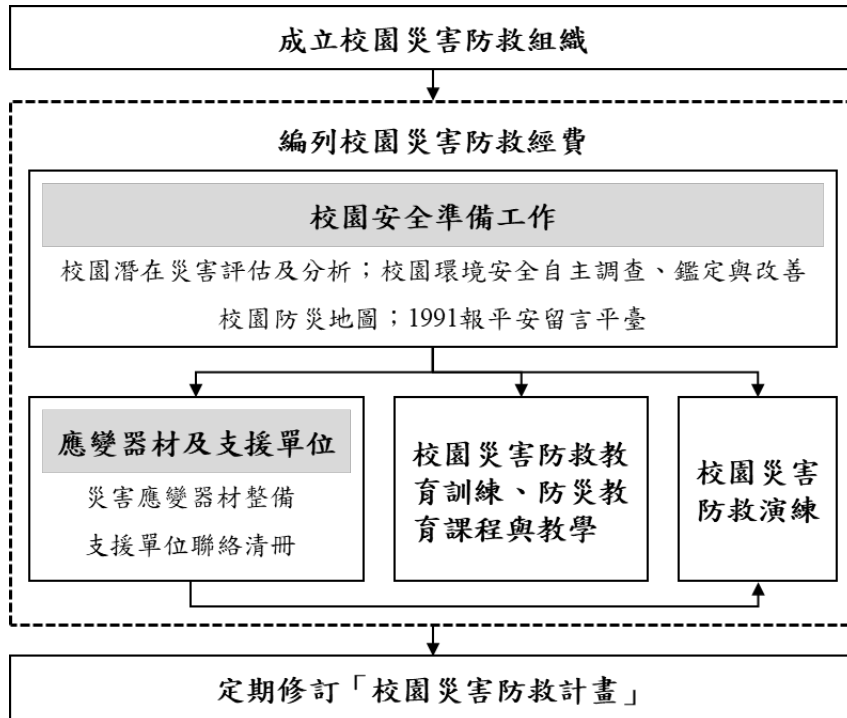 成立校園災害防救組織
編列校園災害防救經費
校園安全準備工作
校園潛在災害評估及分析；校園環境安全自主調查、鑑定與改善
校園防災地圖；1991報平安留言平臺
應變器材及支援單位
災害應變器材整備
支援單位聯絡清冊
校園災害防救教
育訓練、防災教
育課程與教學
校園災害
防救演練
定期修訂「校園災害防救計畫」